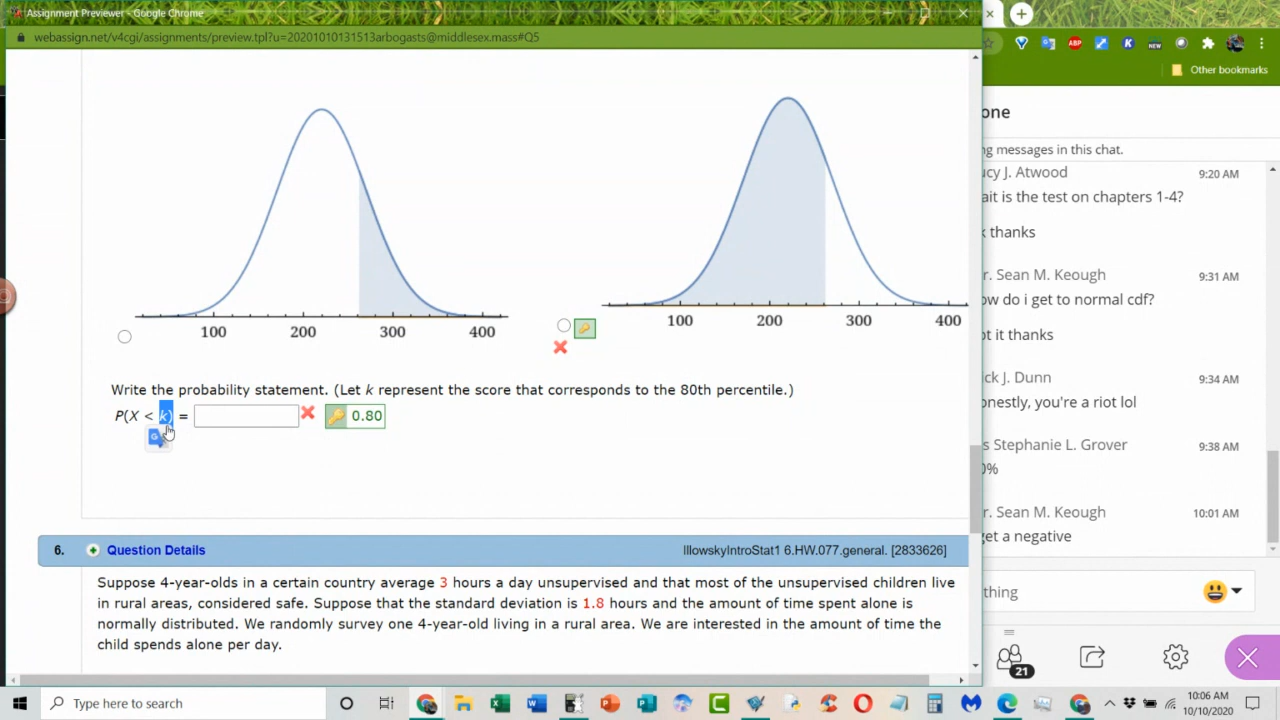 Assignment Previewer - Google Chrome
webassign.net/v4cgi/assignments/preview.tpl?u=20201010131513arbogasts@middlesex.mass#Q5
ABP
NEW
Other bookmarks
one
ng messages in this chat.
ucy J. Atwood 9:20 AM
ait is the test on chapters 1-4?
k thanks
r. Sean M. Keough 9:31 AM
ow do i get to normal cdf?
ot it thanks
ick J. Dunn 9:34 AM
onestly, you're a riot lol
s Stephanie L. Grover 9:38 AM
0%
r. Sean M. Keough 10:01 AM
get a negative
thing
21
100 200 300 400
100 200 300 400
Write the probability statement. (Let k represent the score that corresponds to the 80th percentile.)
P(X < k) = 0.80
6. Question Details IllowskyIntroStat1 6.HW.077.general. [2833626]
Suppose 4-year-olds in a certain country average 3 hours a day unsupervised and that most of the unsupervised children live
in rural areas, considered safe. Suppose that the standard deviation is 1.8 hours and the amount of time spent alone is
normally distributed. We randomly survey one 4-year-old living in a rural area. We are interested in the amount of time the
child spends alone per day.
Type here to search
10:06 AM
10/10/2020